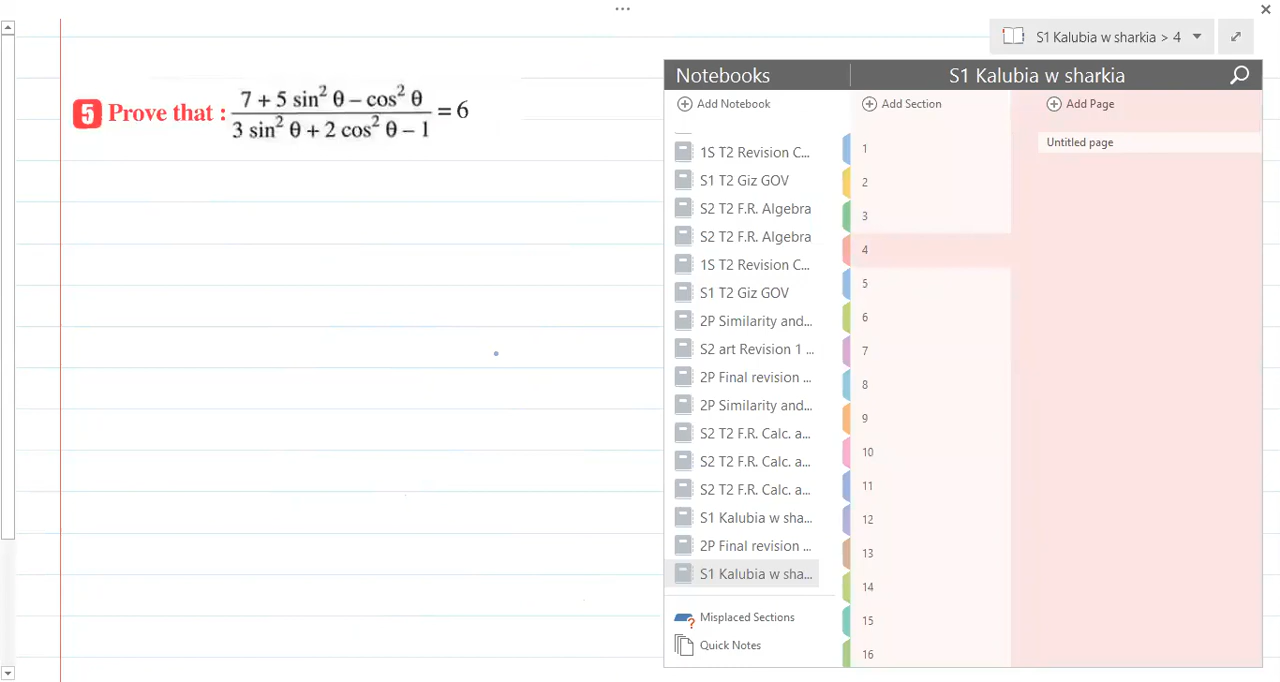 ...
S1 Kalubia w sharkia > 4
5 Prove that : (7 + 5 sin² θ – cos² θ) / (3 sin² θ + 2 cos² θ – 1) = 6
Notebooks
S1 Kalubia w sharkia
Add Notebook
Add Section
Add Page
1S T2 Revision C...
S1 T2 Giz GOV
S2 T2 F.R. Algebra
S2 T2 F.R. Algebra
1S T2 Revision C...
S1 T2 Giz GOV
2P Similarity and...
S2 art Revision 1 ...
2P Final revision ...
2P Similarity and...
S2 T2 F.R. Calc. a...
S2 T2 F.R. Calc. a...
S2 T2 F.R. Calc. a...
S1 Kalubia w sha...
2P Final revision ...
S1 Kalubia w sha...
Misplaced Sections
Quick Notes
1
2
3
4
5
6
7
8
9
10
11
12
13
14
15
16
Untitled page